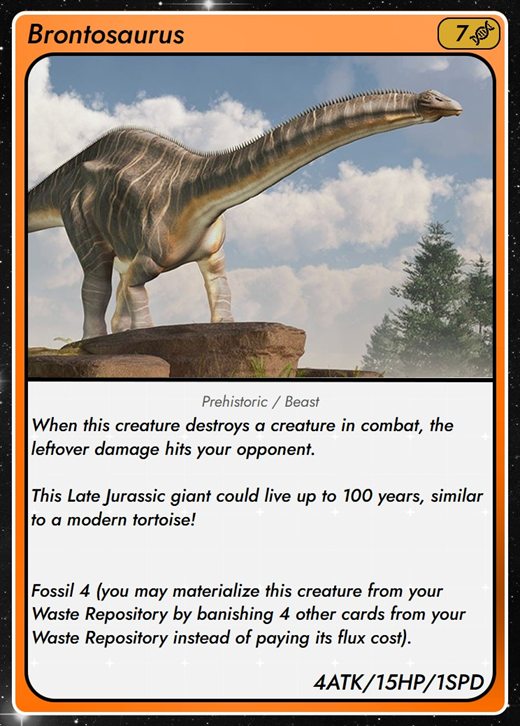 Brontosaurus
7
Prehistoric / Beast
When this creature destroys a creature in combat, the
leftover damage hits your opponent.
This Late Jurassic giant could live up to 100 years, similar
to a modern tortoise!
Fossil 4 (you may materialize this creature from your
Waste Repository by banishing 4 other cards from your
Waste Repository instead of paying its flux cost).
4ATK/15HP/1SPD